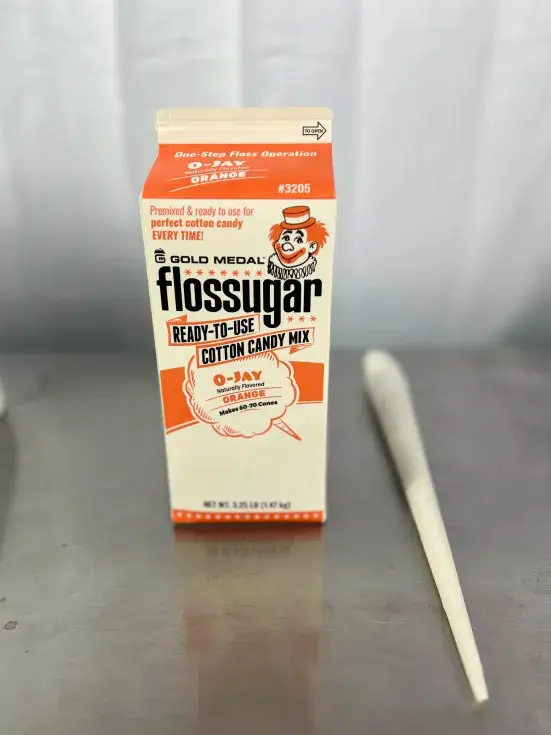 TO OPEN
One-Step Floss Operation
O-JAY
Naturally Flavored
ORANGE
#3205
Premixed & ready to use for
perfect cotton candy
EVERY TIME!
GOLD MEDAL
flossugar
READY-TO-USE
COTTON CANDY MIX
O-JAY
Naturally Flavored
ORANGE
Makes 60-70 Cones
NET WT. 3.25 LB (1.47 kg)